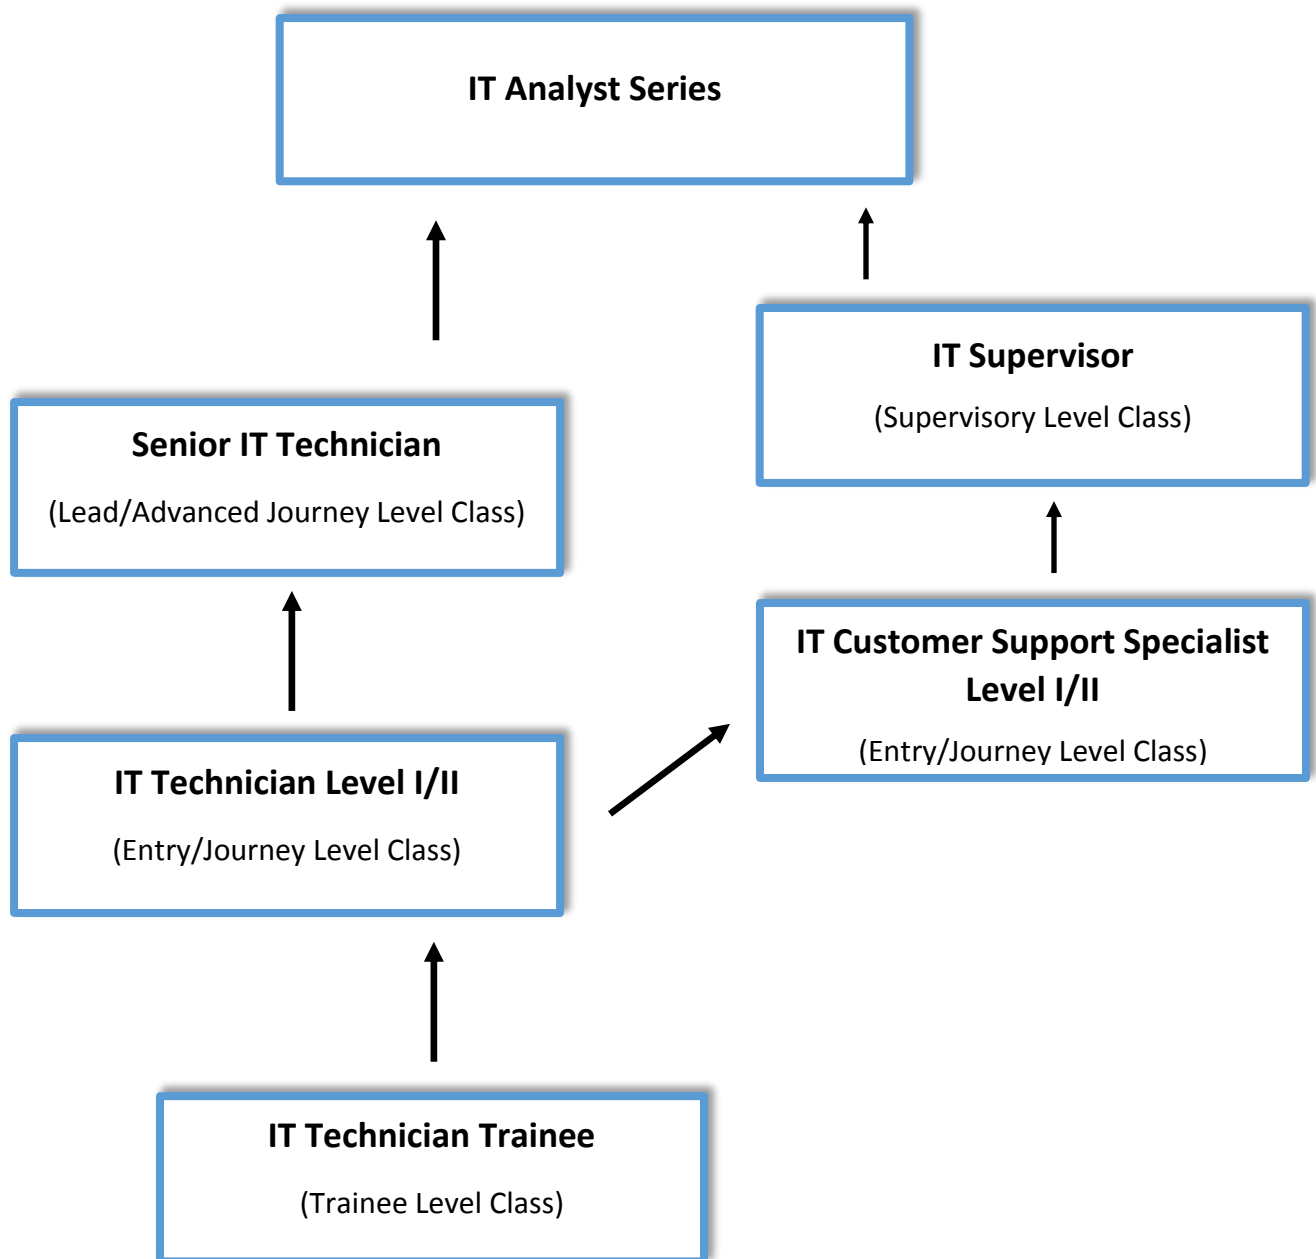 IT Analyst Series
IT Supervisor
(Supervisory Level Class)
Senior IT Technician
(Lead/Advanced Journey Level Class)
IT Customer Support Specialist
Level I/II
(Entry/Journey Level Class)
IT Technician Level I/II
(Entry/Journey Level Class)
IT Technician Trainee
(Trainee Level Class)